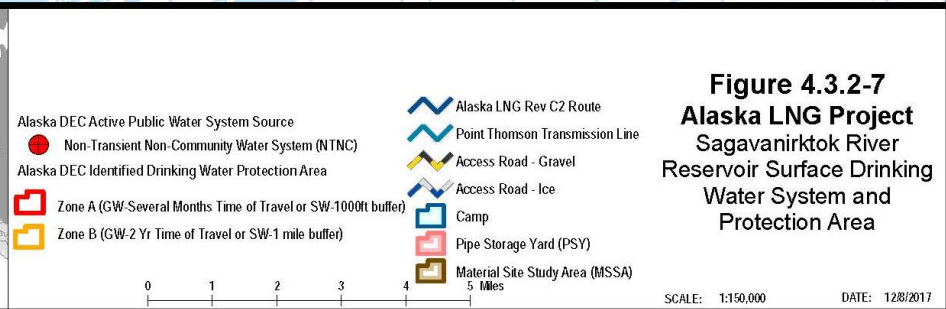 Alaska DEC Active Public Water System Source
Non-Transient Non-Community Water System (NTNC)
Alaska DEC Identified Drinking Water Protection Area
Zone A (GW-Several Months Time of Travel or SW-1000ft buffer)
Zone B (GW-2 Yr Time of Travel or SW-1 mile buffer)
Alaska LNG Rev C2 Route
Point Thomson Transmission Line
Access Road - Gravel
Access Road - Ice
Camp
Pipe Storage Yard (PSY)
Material Site Study Area (MSSA)
0 1 2 3 4 5 Miles
Figure 4.3.2-7
Alaska LNG Project
Sagavanirktok River
Reservoir Surface Drinking
Water System and
Protection Area
SCALE: 1:150,000 DATE: 12/8/2017